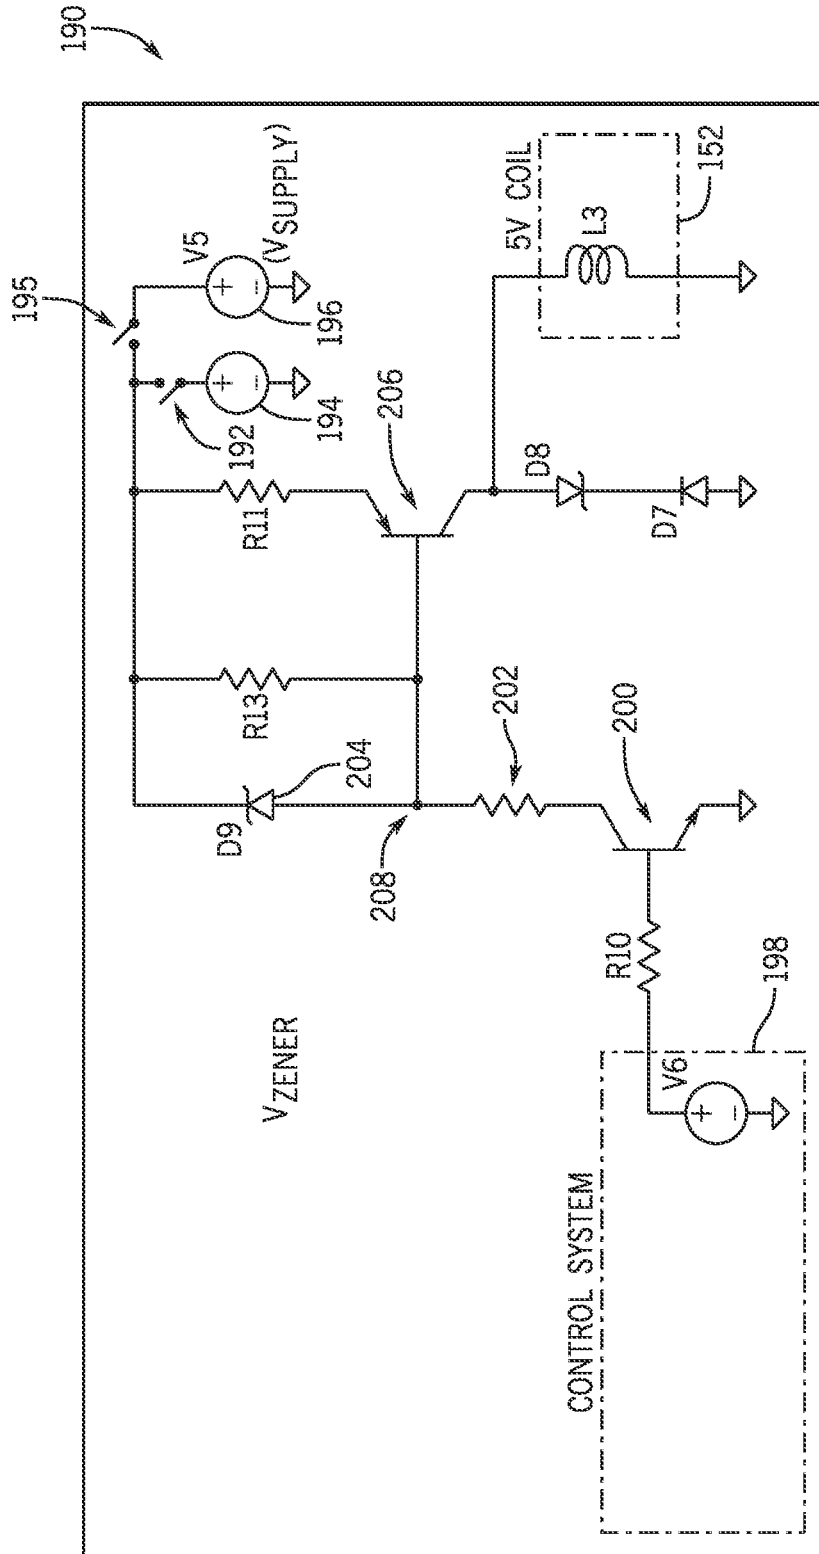 190
195
V5
(VSUPPLY)
196
194
192
R11
206
5V COIL
L3
152
D8
D7
R13
D9
204
208
202
200
R10
198
VZENER
V6
CONTROL SYSTEM